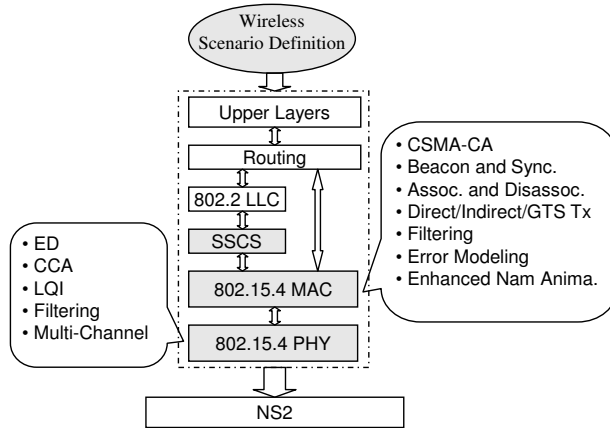 Wireless
Scenario Definition
Upper Layers
Routing
802.2 LLC
SSCS
802.15.4 MAC
802.15.4 PHY
NS2
• CSMA-CA
• Beacon and Sync.
• Assoc. and Disassoc.
• Direct/Indirect/GTS Tx
• Filtering
• Error Modeling
• Enhanced Nam Anima.
• ED
• CCA
• LQI
• Filtering
• Multi-Channel